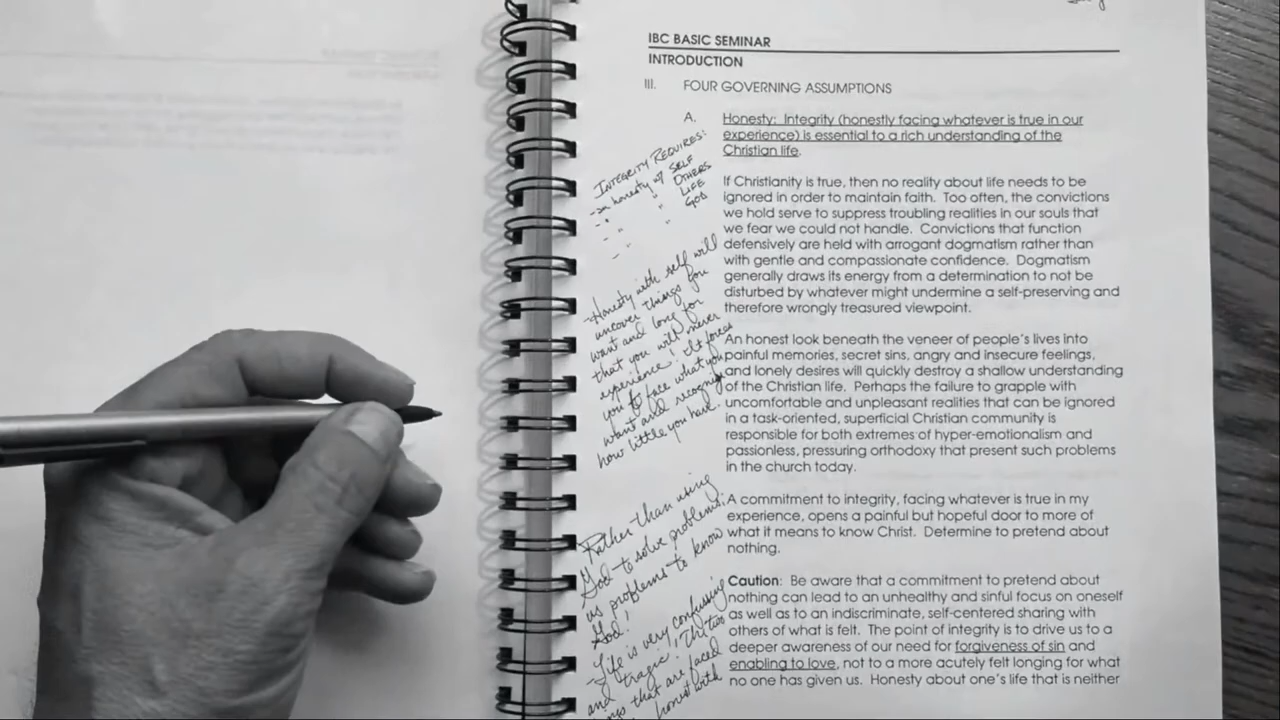 IBC BASIC SEMINAR
INTRODUCTION
III. FOUR GOVERNING ASSUMPTIONS
A. Honesty: Integrity (honestly facing whatever is true in our
experience) is essential to a rich understanding of the
Christian life.
If Christianity is true, then no reality about life needs to be
ignored in order to maintain faith. Too often, the convictions
we hold serve to suppress troubling realities in our souls that
we fear we could not handle. Convictions that function
defensively are held with arrogant dogmatism rather than
with gentle and compassionate confidence. Dogmatism
generally draws its energy from a determination to not be
disturbed by whatever might undermine a self-preserving and
therefore wrongly treasured viewpoint.
An honest look beneath the veneer of people's lives into
painful memories, secret sins, angry and insecure feelings,
and lonely desires will quickly destroy a shallow understanding
of the Christian life. Perhaps the failure to grapple with
uncomfortable and unpleasant realities that can be ignored
in a task-oriented, superficial Christian community is
responsible for both extremes of hyper-emotionalism and
passionless, pressuring orthodoxy that present such problems
in the church today.
A commitment to integrity, facing whatever is true in my
experience, opens a painful but hopeful door to more of
what it means to know Christ. Determine to pretend about
nothing.
Caution: Be aware that a commitment to pretend about
nothing can lead to an unhealthy and sinful focus on oneself
as well as to an indiscriminate, self-centered sharing with
others of what is felt. The point of integrity is to drive us to a
deeper awareness of our need for forgiveness of sin and
enabling to love, not to a more acutely felt longing for what
no one has given us. Honesty about one's life that is neither
INTEGRITY REQUIRES:
- an honesty of SELF
- " " OTHERS
- " " LIFE
- " GOD
- Honesty with self will
uncover things you
want and long for
that you will never
experience! It forces
you to face what you
want and recognize
how little you have.
Rather than using
God to solve problems;
us problems to know
God!
- Life is very confusing
and tragic; The two
things that are faced
honest with